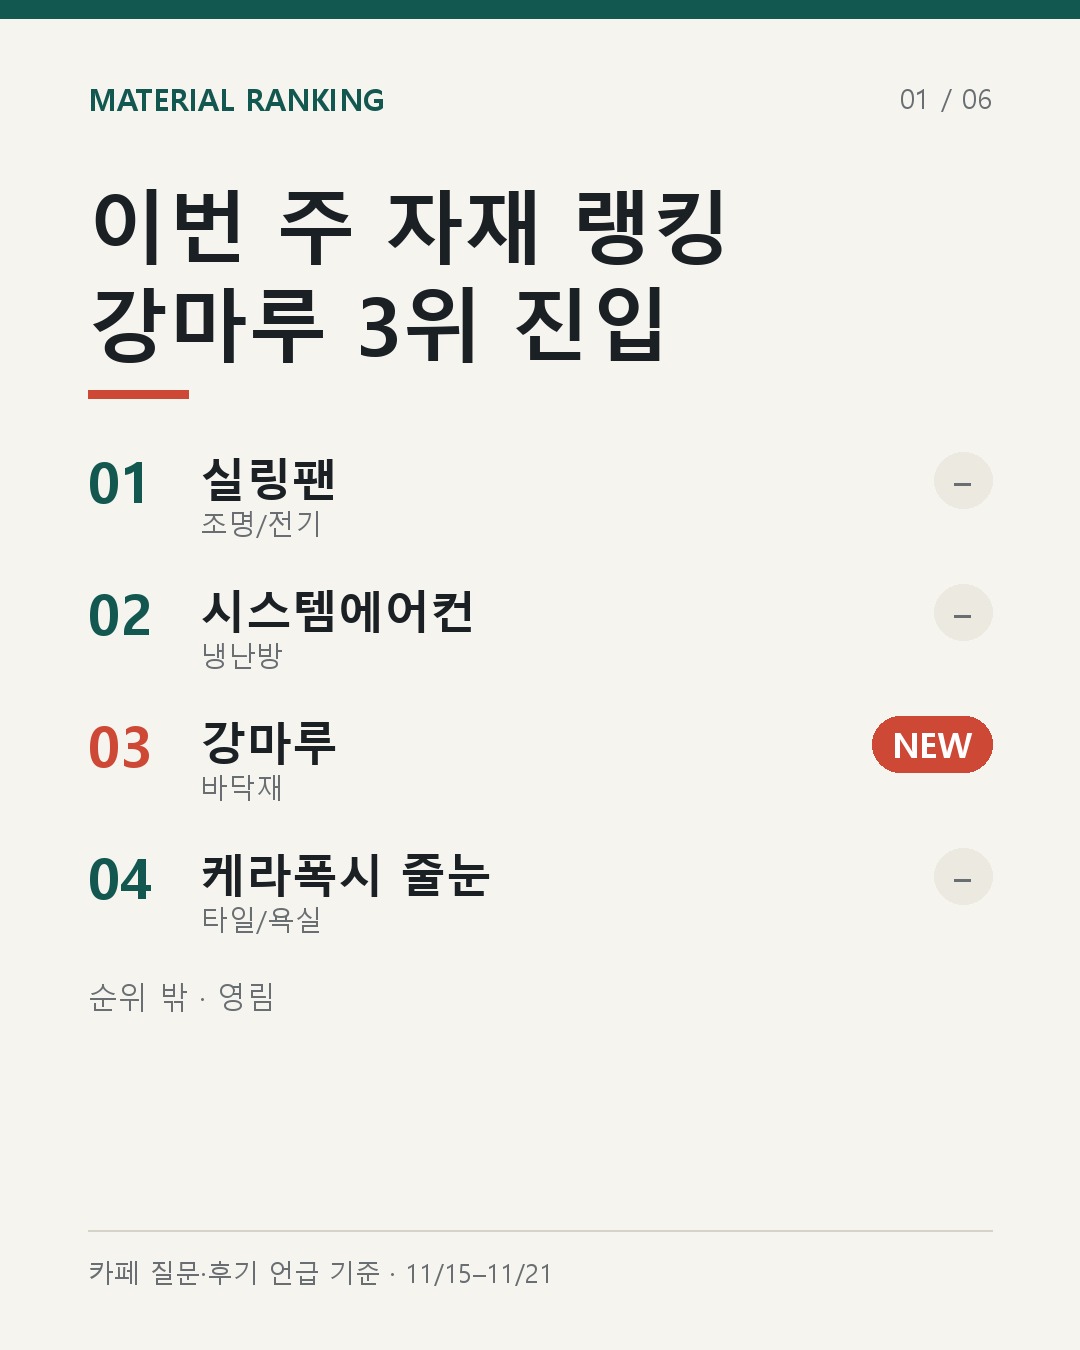 MATERIAL RANKING
01 / 06
이번 주 자재 랭킹
강마루 3위 진입
01 실링팬 –
조명/전기
02 시스템에어컨 –
냉난방
03 강마루 NEW
바닥재
04 케라폭시 줄눈 –
타일/욕실
순위 밖 · 영림
카페 질문·후기 언급 기준 · 11/15–11/21